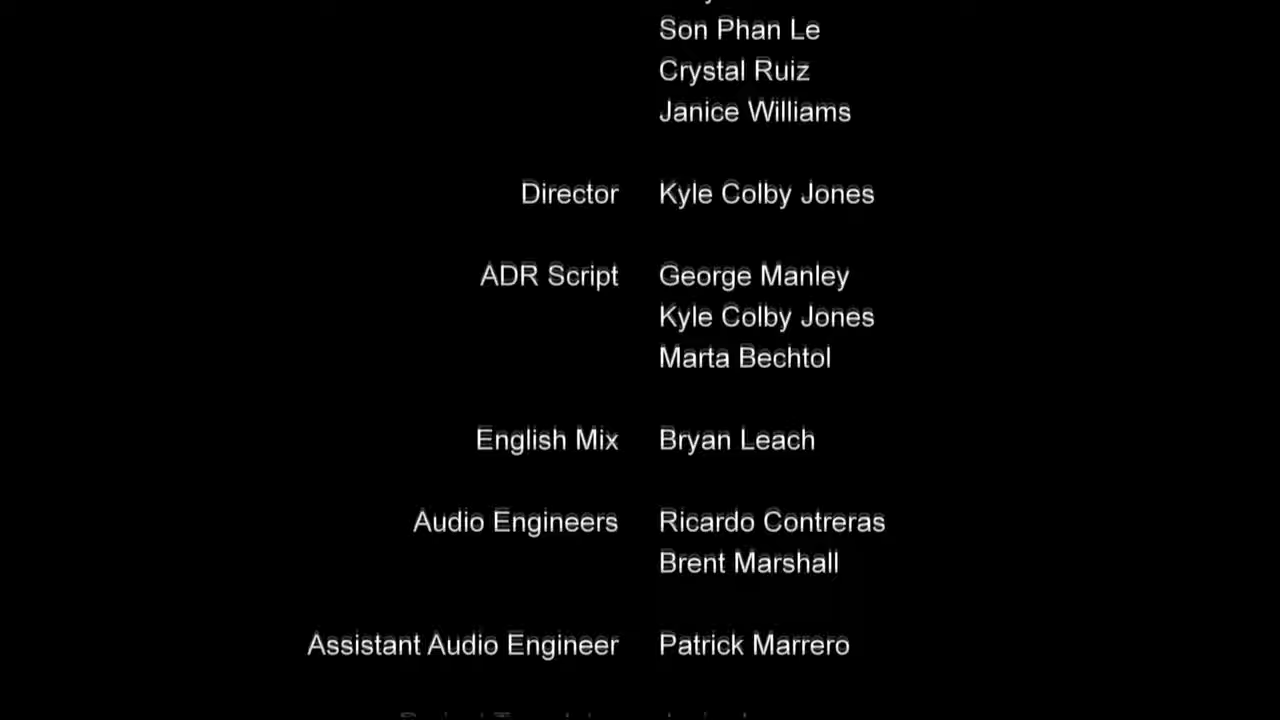 Son Phan Le
Crystal Ruiz
Janice Williams
Director Kyle Colby Jones
ADR Script George Manley
Kyle Colby Jones
Marta Bechtol
English Mix Bryan Leach
Audio Engineers Ricardo Contreras
Brent Marshall
Assistant Audio Engineer Patrick Marrero